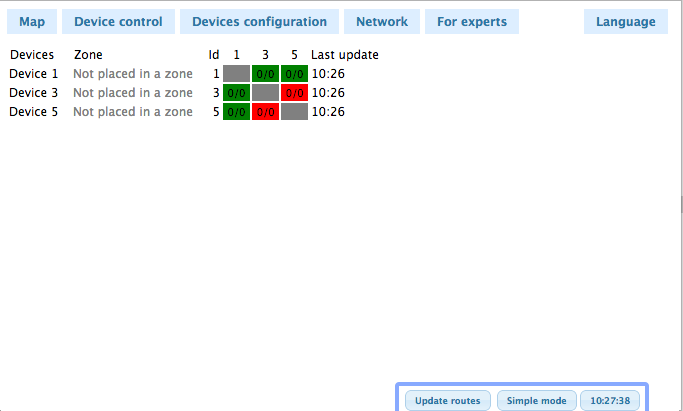 Map Device control Devices configuration Network For experts Language
Devices Zone Id 1 3 5 Last update
Device 1 Not placed in a zone 1 0/0 0/0 10:26
Device 3 Not placed in a zone 3 0/0 0/0 10:26
Device 5 Not placed in a zone 5 0/0 0/0 10:26
Update routes Simple mode 10:27:38